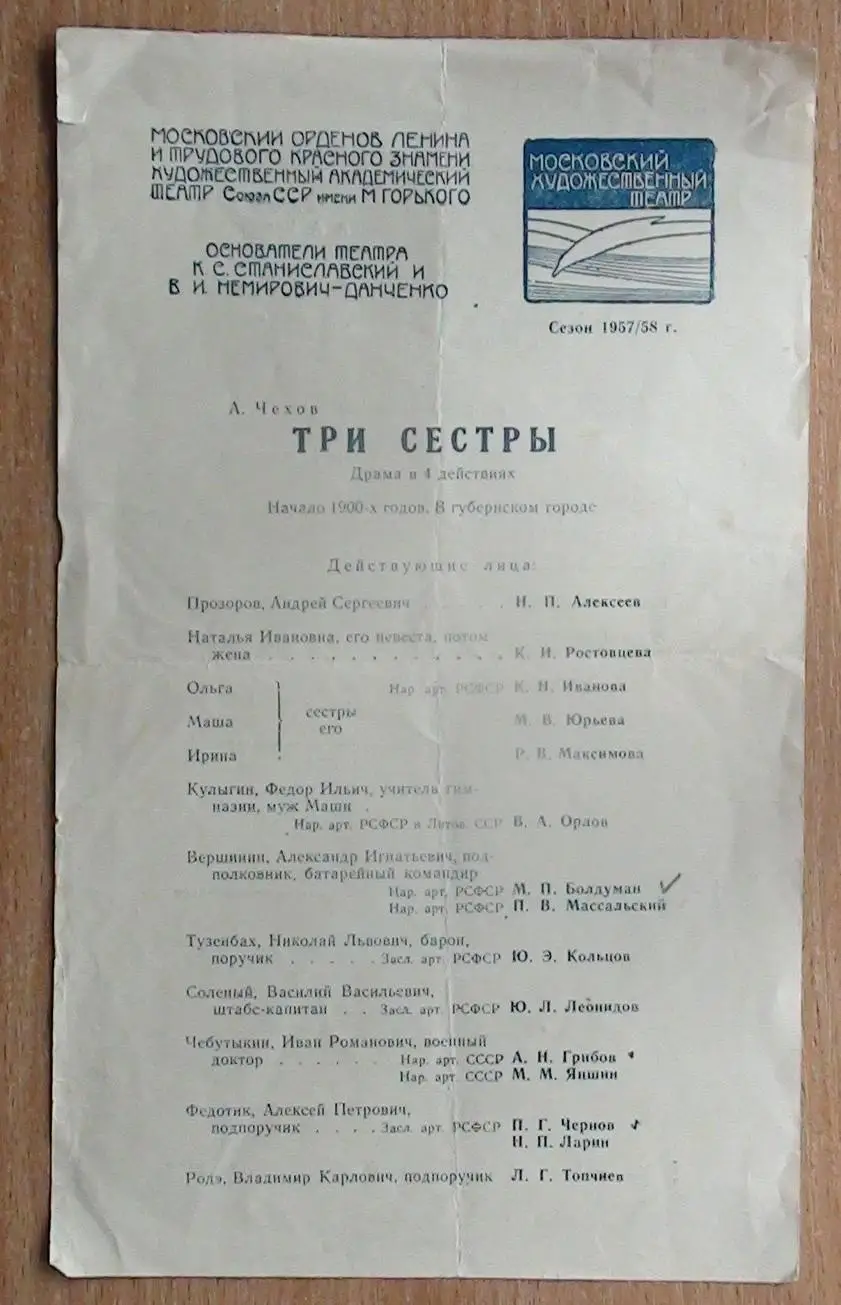 МОСКОВСКИЙ ОРДЕНОВ ЛЕНИНА
И ТРУДОВОГО КРАСНОГО ЗНАМЕНИ
ХУДОЖЕСТВЕННЫЙ АКАДЕМИЧЕСКИЙ
ТЕАТР Союза ССР имени М ГОРЬКОГО
ОСНОВАТЕЛИ ТЕАТРА
К С. СТАНИСЛАВСКИЙ И
В И. НЕМИРОВИЧ-ДАНЧЕНКО
МОСКОВСКИЙ
ХУДОЖЕСТВЕННЫЙ
ТЕАТР
Сезон 1957/58 г.
А. Чехов
ТРИ СЕСТРЫ
Драма в 4 действиях
Начало 1900-х годов. В губернском городе
Действующие лица:
Прозоров, Андрей Сергеевич . . . . . . Н. П. Алексеев
Наталья Ивановна, его невеста, потом
жена . . . . . . . . . . . . К. И. Ростовцева
Ольга Нар. арт. РСФСР К. Н. Иванова
Маша сестры его М. В. Юрьева
Ирина Р. В. Максимова
Кулыгин, Федор Ильич, учитель гим-
назии, муж Маши .
Нар. арт. РСФСР и Латв. ССР В. А. Орлов
Вершинин, Александр Игнатьевич, под-
полковник, батарейный командир
Нар. арт. РСФСР М. П. Болдуман
Нар. арт. РСФСР П. В. Массальский
Тузенбах, Николай Львович, барон,
поручик . . . . . Засл. арт. РСФСР Ю. Э. Кольцов
Соленый, Василий Васильевич,
штабс-капитан . . Засл. арт. РСФСР Ю. Л. Леонидов
Чебутыкин, Иван Романович, военный
доктор . . . . . . Нар. арт. СССР А. Н. Грибов
Нар. арт. СССР М. М. Яншин
Федотик, Алексей Петрович,
подпоручик . . . . Засл. арт. РСФСР П. Г. Чернов
Н. П. Ларин
Родэ, Владимир Карлович, подпоручик Л. Г. Топчиев